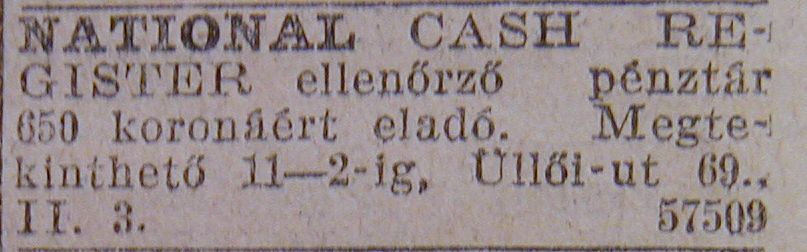 NATIONAL CASH RE-
GISTER ellenőrző pénztár
650 koronáért eladó. Megte-
kinthető 11—2-ig, Üllői-ut 69.,
II. 3. 57509